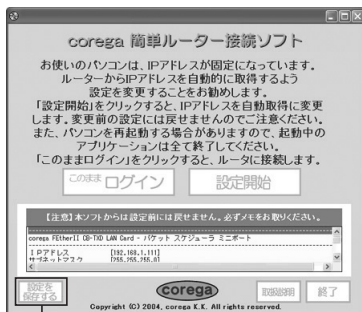 corega 簡単ルーター接続ソフト
お使いのパソコンは、IPアドレスが固定になっています。
ルーターからIPアドレスを自動的に取得するよう
設定を変更することをお勧めします。
「設定開始」をクリックすると、IPアドレスを自動取得に変更
します。変更前の設定には戻せませんのでご注意ください。
また、パソコンを再起動する場合がありますので、起動中の
アプリケーションは全て終了してください。
「このままログイン」をクリックすると、ルータに接続します。
このまま ログイン 設定開始
【注意】本ソフトからは設定前には戻せません。必ずメモをお取りください。
corega FEtherII CB-TXD LAN Card - パケット スケジューラ ミニポート
IPアドレス [192.168.1.111]
サブネットマスク [255.255.255.0]
設定を
保存する
corega
取扱説明
終了
Copyright (C) 2004, corega K.K. All rights reserved.